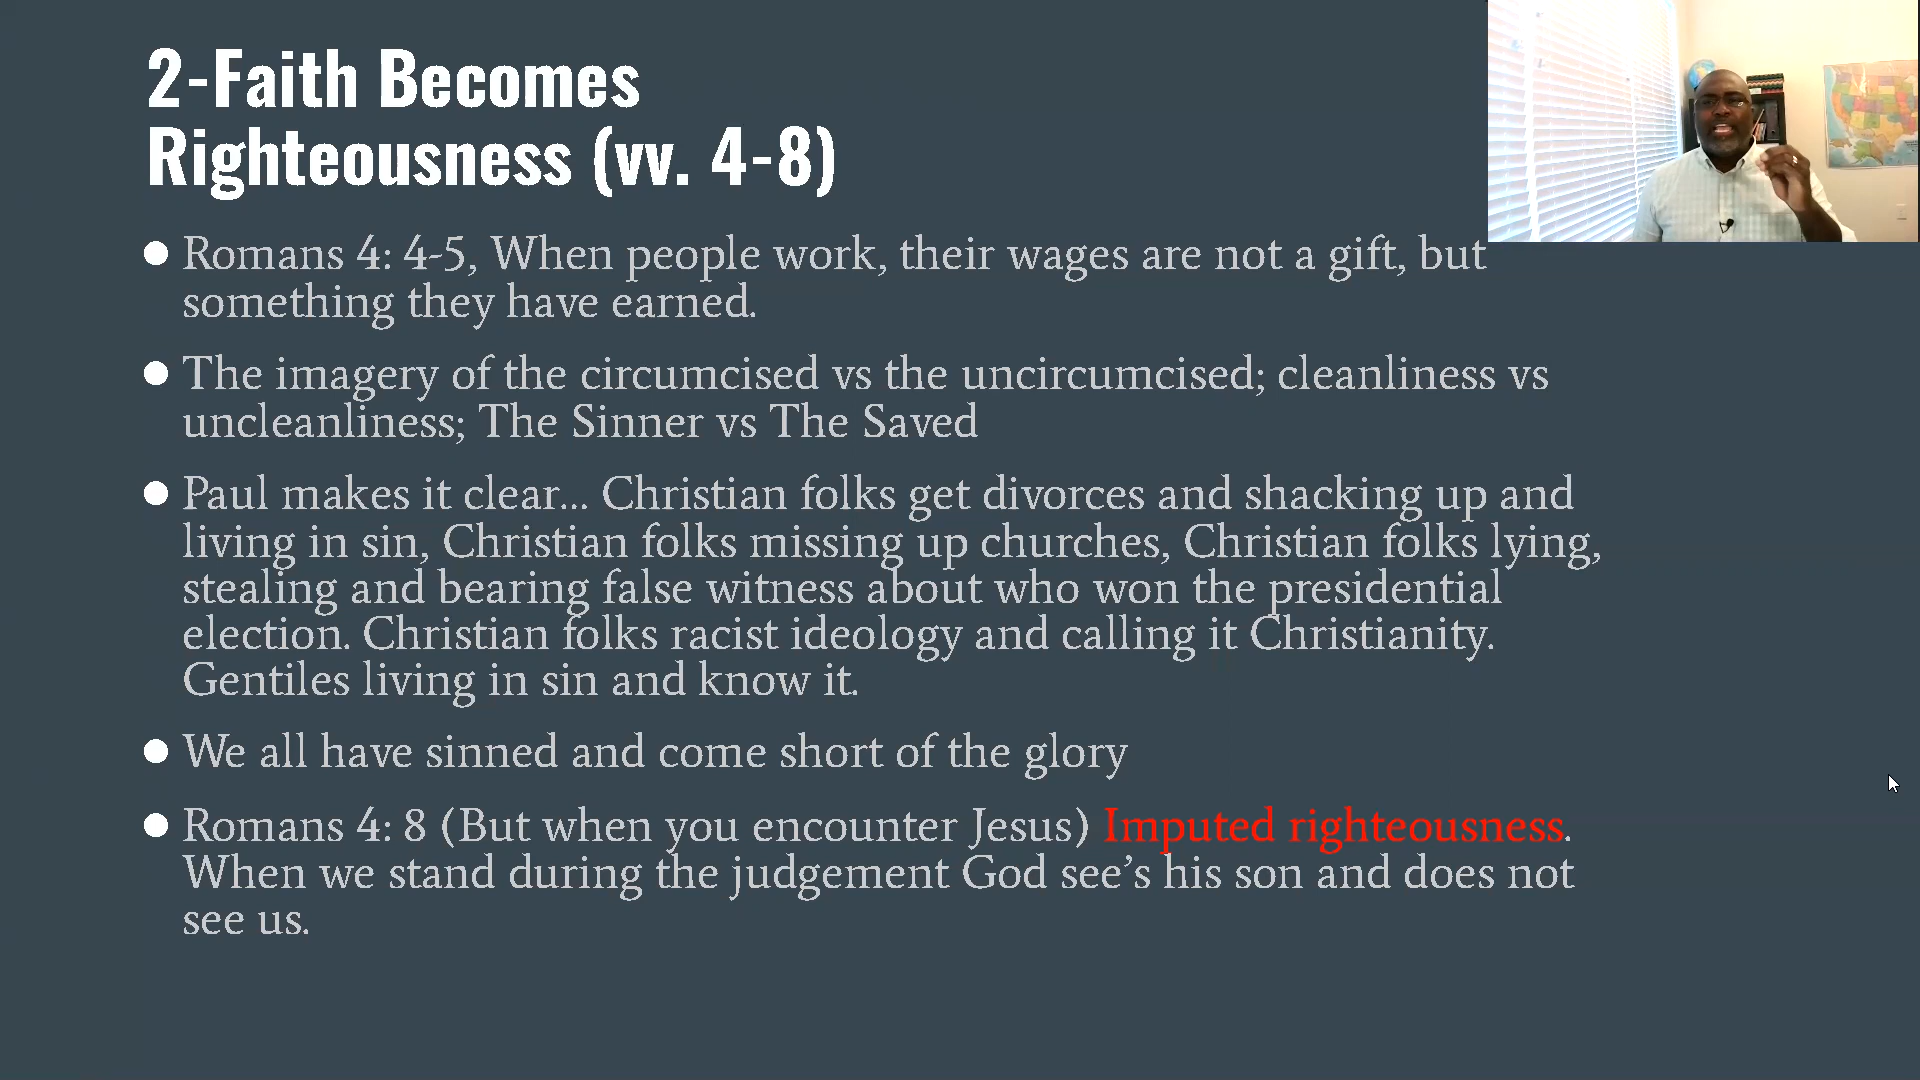 2-Faith Becomes
Righteousness (vv. 4-8)
● Romans 4: 4-5, When people work, their wages are not a gift, but
something they have earned.
● The imagery of the circumcised vs the uncircumcised; cleanliness vs
uncleanliness; The Sinner vs The Saved
● Paul makes it clear... Christian folks get divorces and shacking up and
living in sin, Christian folks missing up churches, Christian folks lying,
stealing and bearing false witness about who won the presidential
election. Christian folks racist ideology and calling it Christianity.
Gentiles living in sin and know it.
● We all have sinned and come short of the glory
● Romans 4: 8 (But when you encounter Jesus) Imputed righteousness.
When we stand during the judgement God see’s his son and does not
see us.